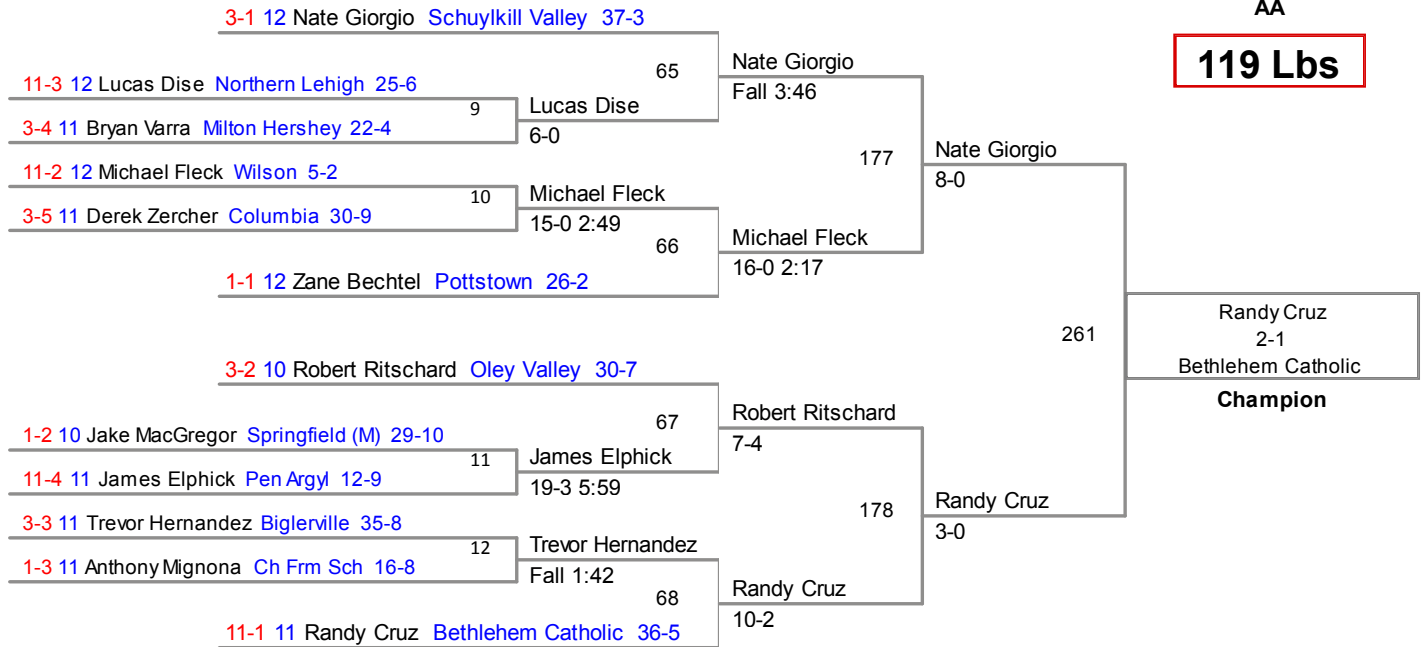 AA
119 Lbs
3-1 12 Nate Giorgio Schuylkill Valley 37-3
65
Nate Giorgio
Fall 3:46
11-3 12 Lucas Dise Northern Lehigh 25-6
9
Lucas Dise
6-0
3-4 11 Bryan Varra Milton Hershey 22-4
177
Nate Giorgio
8-0
11-2 12 Michael Fleck Wilson 5-2
10
Michael Fleck
15-0 2:49
3-5 11 Derek Zercher Columbia 30-9
66
Michael Fleck
16-0 2:17
1-1 12 Zane Bechtel Pottstown 26-2
261
Randy Cruz
2-1
Bethlehem Catholic
Champion
3-2 10 Robert Ritschard Oley Valley 30-7
67
Robert Ritschard
7-4
1-2 10 Jake MacGregor Springfield (M) 29-10
11
James Elphick
19-3 5:59
11-4 11 James Elphick Pen Argyl 12-9
178
Randy Cruz
3-0
3-3 11 Trevor Hernandez Biglerville 35-8
12
Trevor Hernandez
Fall 1:42
1-3 11 Anthony Mignona Ch Frm Sch 16-8
68
Randy Cruz
10-2
11-1 11 Randy Cruz Bethlehem Catholic 36-5